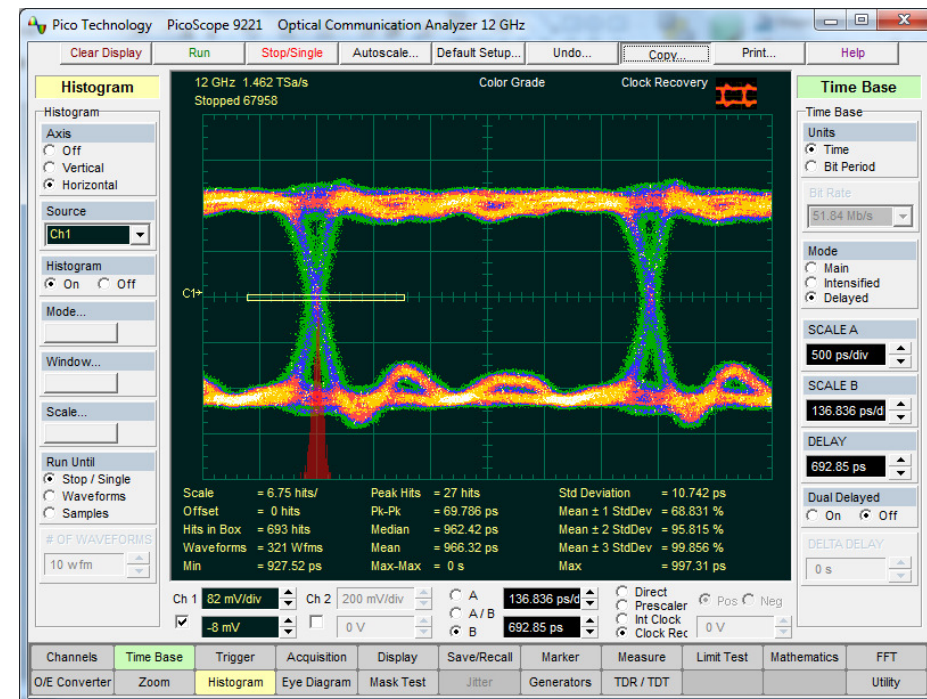 Pico Technology PicoScope 9221 Optical Communication Analyzer 12 GHz
Clear Display Run Stop/Single Autoscale... Default Setup... Undo... Copy... Print... Help
Histogram
Histogram
Axis
Off
Vertical
Horizontal
Source
Ch1
Histogram
On Off
Mode...
Window...
Scale...
Run Until
Stop / Single
Waveforms
Samples
# OF WAVEFORMS
10 wfm
12 GHz 1.462 TSa/s Color Grade Clock Recovery
Stopped 67958
C1
Scale = 6.75 hits/ Peak Hits = 27 hits Std Deviation = 10.742 ps
Offset = 0 hits Pk-Pk = 69.786 ps Mean ± 1 StdDev = 68.831 %
Hits in Box = 693 hits Median = 962.42 ps Mean ± 2 StdDev = 95.815 %
Waveforms = 321 Wfms Mean = 966.32 ps Mean ± 3 StdDev = 99.856 %
Min = 927.52 ps Max-Max = 0 s Max = 997.31 ps
Time Base
Time Base
Units
Time
Bit Period
Bit Rate
51.84 Mb/s
Mode
Main
Intensified
Delayed
SCALE A
500 ps/div
SCALE B
136.836 ps/d
DELAY
692.85 ps
Dual Delayed
On Off
DELTA DELAY
0 s
Ch 1 82 mV/div Ch 2 200 mV/div A 136.836 ps/d Direct Pos Neg
A / B Prescaler
-8 mV 0 V B 692.85 ps Int Clock 0 V
Clock Rec
Channels Time Base Trigger Acquisition Display Save/Recall Marker Measure Limit Test Mathematics FFT
O/E Converter Zoom Histogram Eye Diagram Mask Test Jitter Generators TDR / TDT Utility